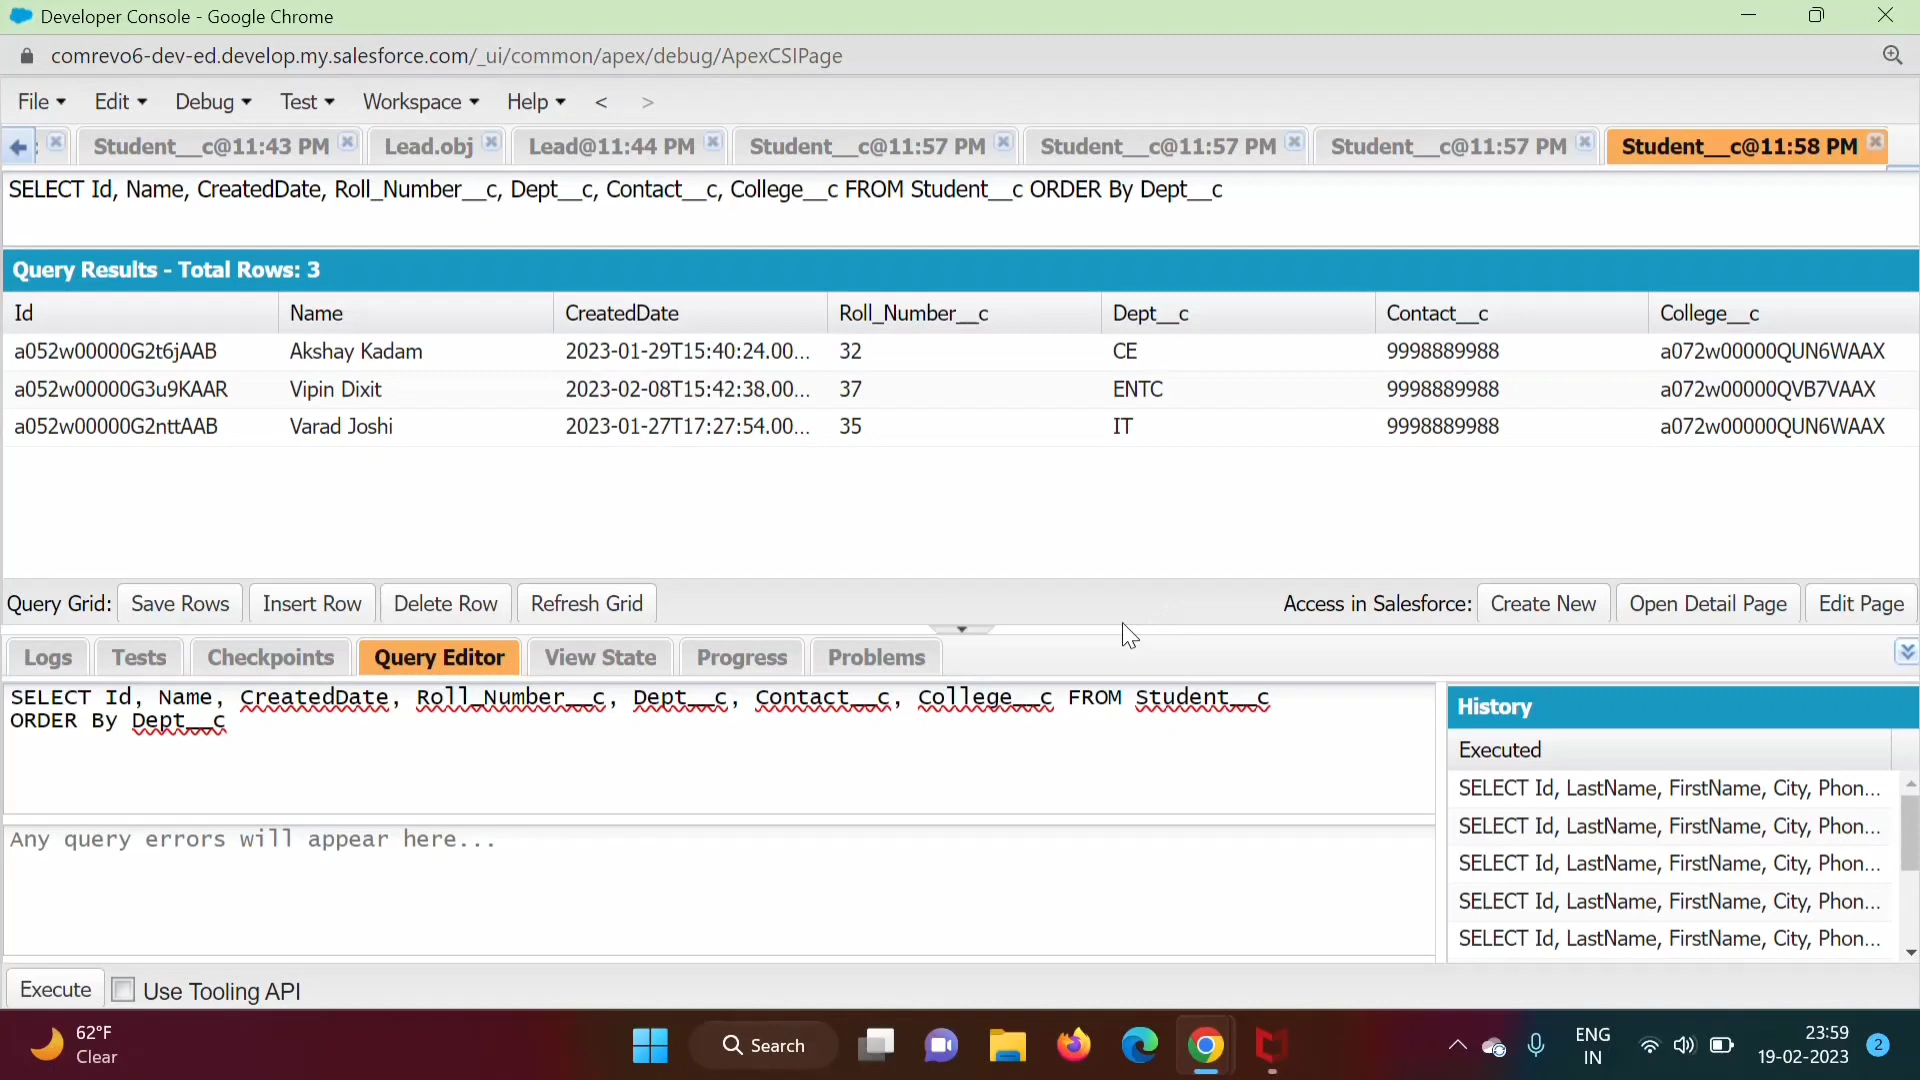 Developer Console - Google Chrome
comrevo6-dev-ed.develop.my.salesforce.com/_ui/common/apex/debug/ApexCSIPage
File Edit Debug Test Workspace Help < >
Student__c@11:43 PM Lead.obj Lead@11:44 PM Student__c@11:57 PM Student__c@11:57 PM Student__c@11:57 PM Student__c@11:58 PM
SELECT Id, Name, CreatedDate, Roll_Number__c, Dept__c, Contact__c, College__c FROM Student__c ORDER By Dept__c
Query Results - Total Rows: 3
Id Name CreatedDate Roll_Number__c Dept__c Contact__c College__c
a052w00000G2t6jAAB Akshay Kadam 2023-01-29T15:40:24.00... 32 CE 9998889988 a072w00000QUN6WAAX
a052w00000G3u9KAAR Vipin Dixit 2023-02-08T15:42:38.00... 37 ENTC 9998889988 a072w00000QVB7VAAX
a052w00000G2nttAAB Varad Joshi 2023-01-27T17:27:54.00... 35 IT 9998889988 a072w00000QUN6WAAX
Query Grid: Save Rows Insert Row Delete Row Refresh Grid Access in Salesforce: Create New Open Detail Page Edit Page
Logs Tests Checkpoints Query Editor View State Progress Problems
SELECT Id, Name, CreatedDate, Roll_Number__c, Dept__c, Contact__c, College__c FROM Student__c
ORDER By Dept__c
Any query errors will appear here...
History
Executed
SELECT Id, LastName, FirstName, City, Phon...
SELECT Id, LastName, FirstName, City, Phon...
SELECT Id, LastName, FirstName, City, Phon...
SELECT Id, LastName, FirstName, City, Phon...
SELECT Id, LastName, FirstName, City, Phon...
Execute Use Tooling API
62°F
Clear
Search
ENG
IN
23:59
19-02-2023
2